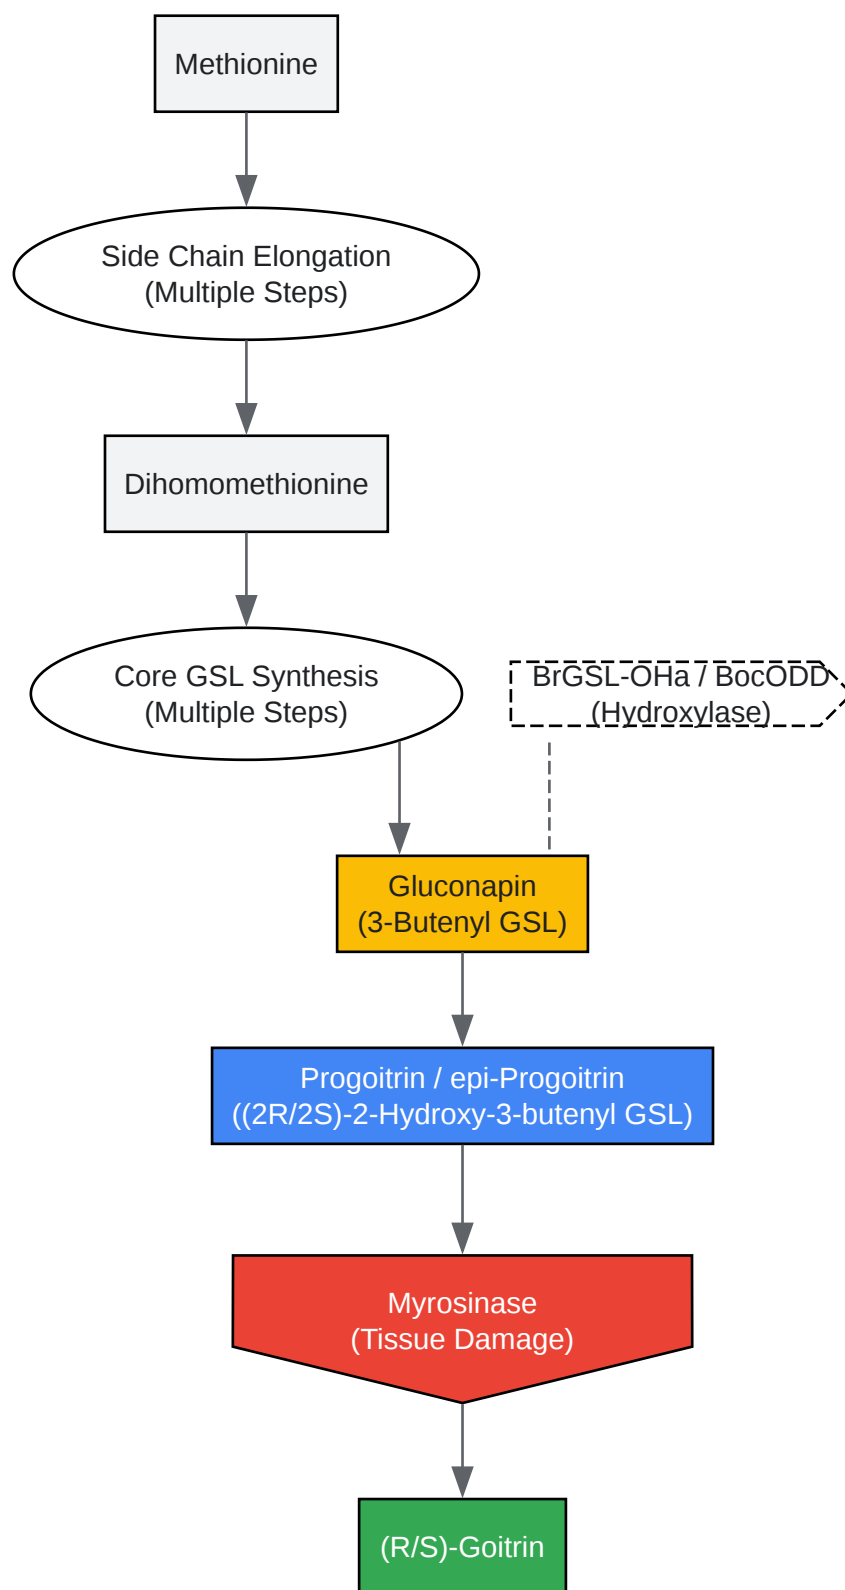 Methionine
Side Chain Elongation
(Multiple Steps)
Dihomomethionine
Core GSL Synthesis
(Multiple Steps)
BrGSL-OHa / BocODD
(Hydroxylase)
Gluconapin
(3-Butenyl GSL)
Progoitrin / epi-Progoitrin
((2R/2S)-2-Hydroxy-3-butenyl GSL)
Myrosinase
(Tissue Damage)
(R/S)-Goitrin